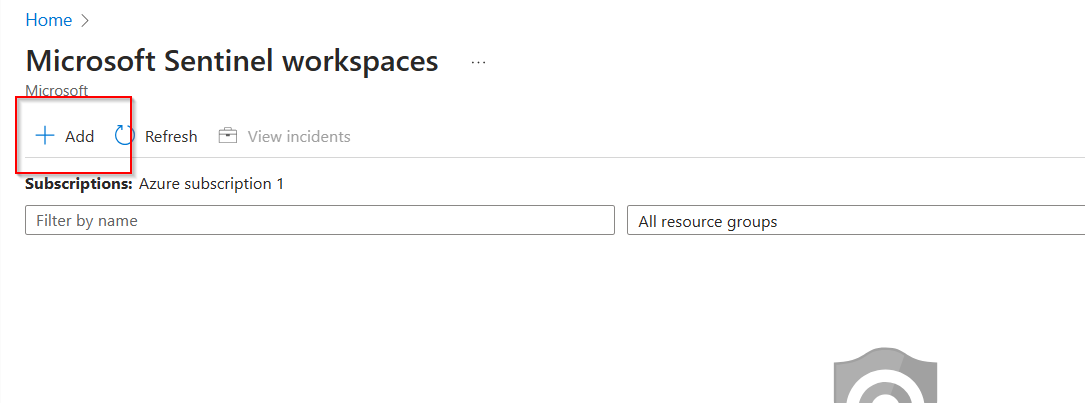 Home >
Microsoft Sentinel workspaces ...
Microsoft
+ Add Refresh View incidents
Subscriptions: Azure subscription 1
Filter by name All resource groups